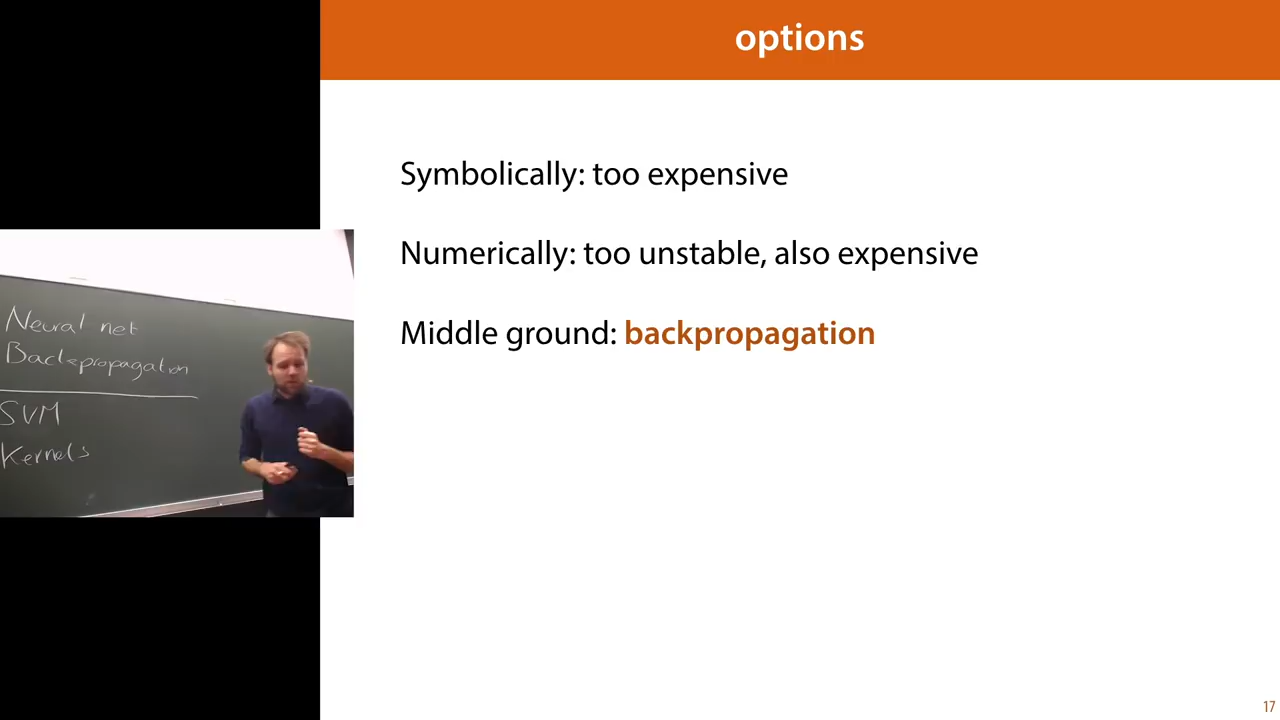 options
Symbolically: too expensive
Numerically: too unstable, also expensive
Middle ground: backpropagation
Neural net
Backpropagation
SVM
Kernels
17